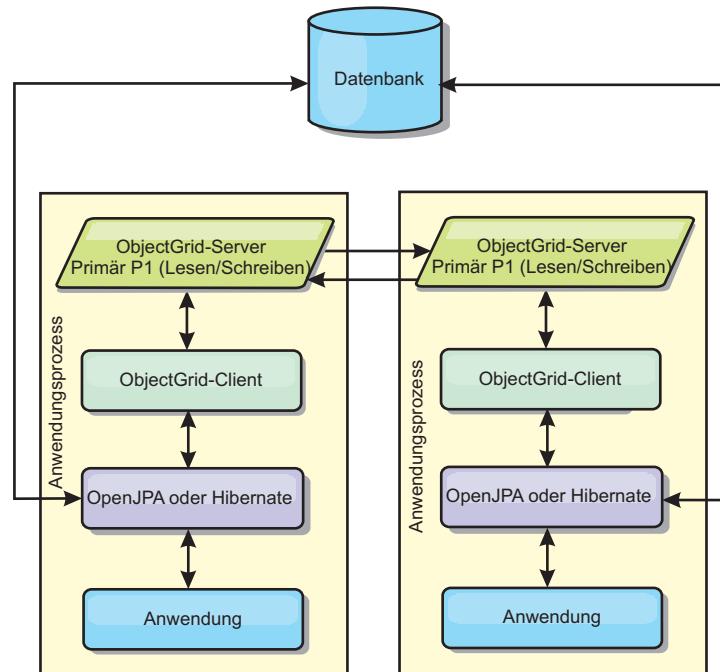 Datenbank
ObjectGrid-Server
Primär P1 (Lesen/Schreiben)
ObjectGrid-Client
Anwendungsprozess
OpenJPA oder Hibernate
Anwendung
ObjectGrid-Server
Primär P1 (Lesen/Schreiben)
ObjectGrid-Client
Anwendungsprozess
OpenJPA oder Hibernate
Anwendung